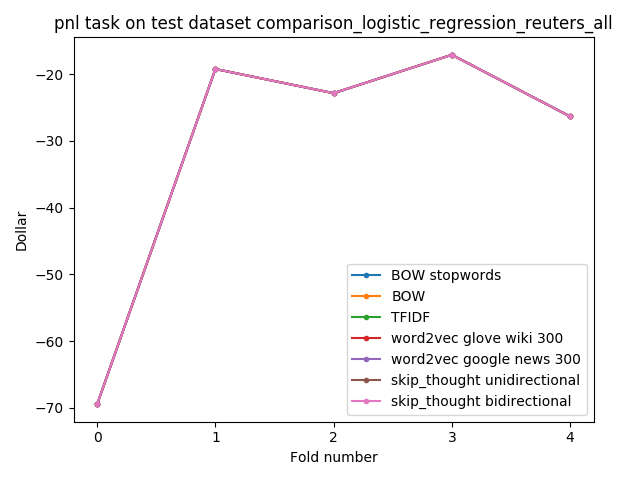 pnl task on test dataset comparison_logistic_regression_reuters_all
Dollar
−20
−30
−40
−50
−60
−70
BOW stopwords
BOW
TFIDF
word2vec glove wiki 300
word2vec google news 300
skip_thought unidirectional
skip_thought bidirectional
0 1 2 3 4
Fold number